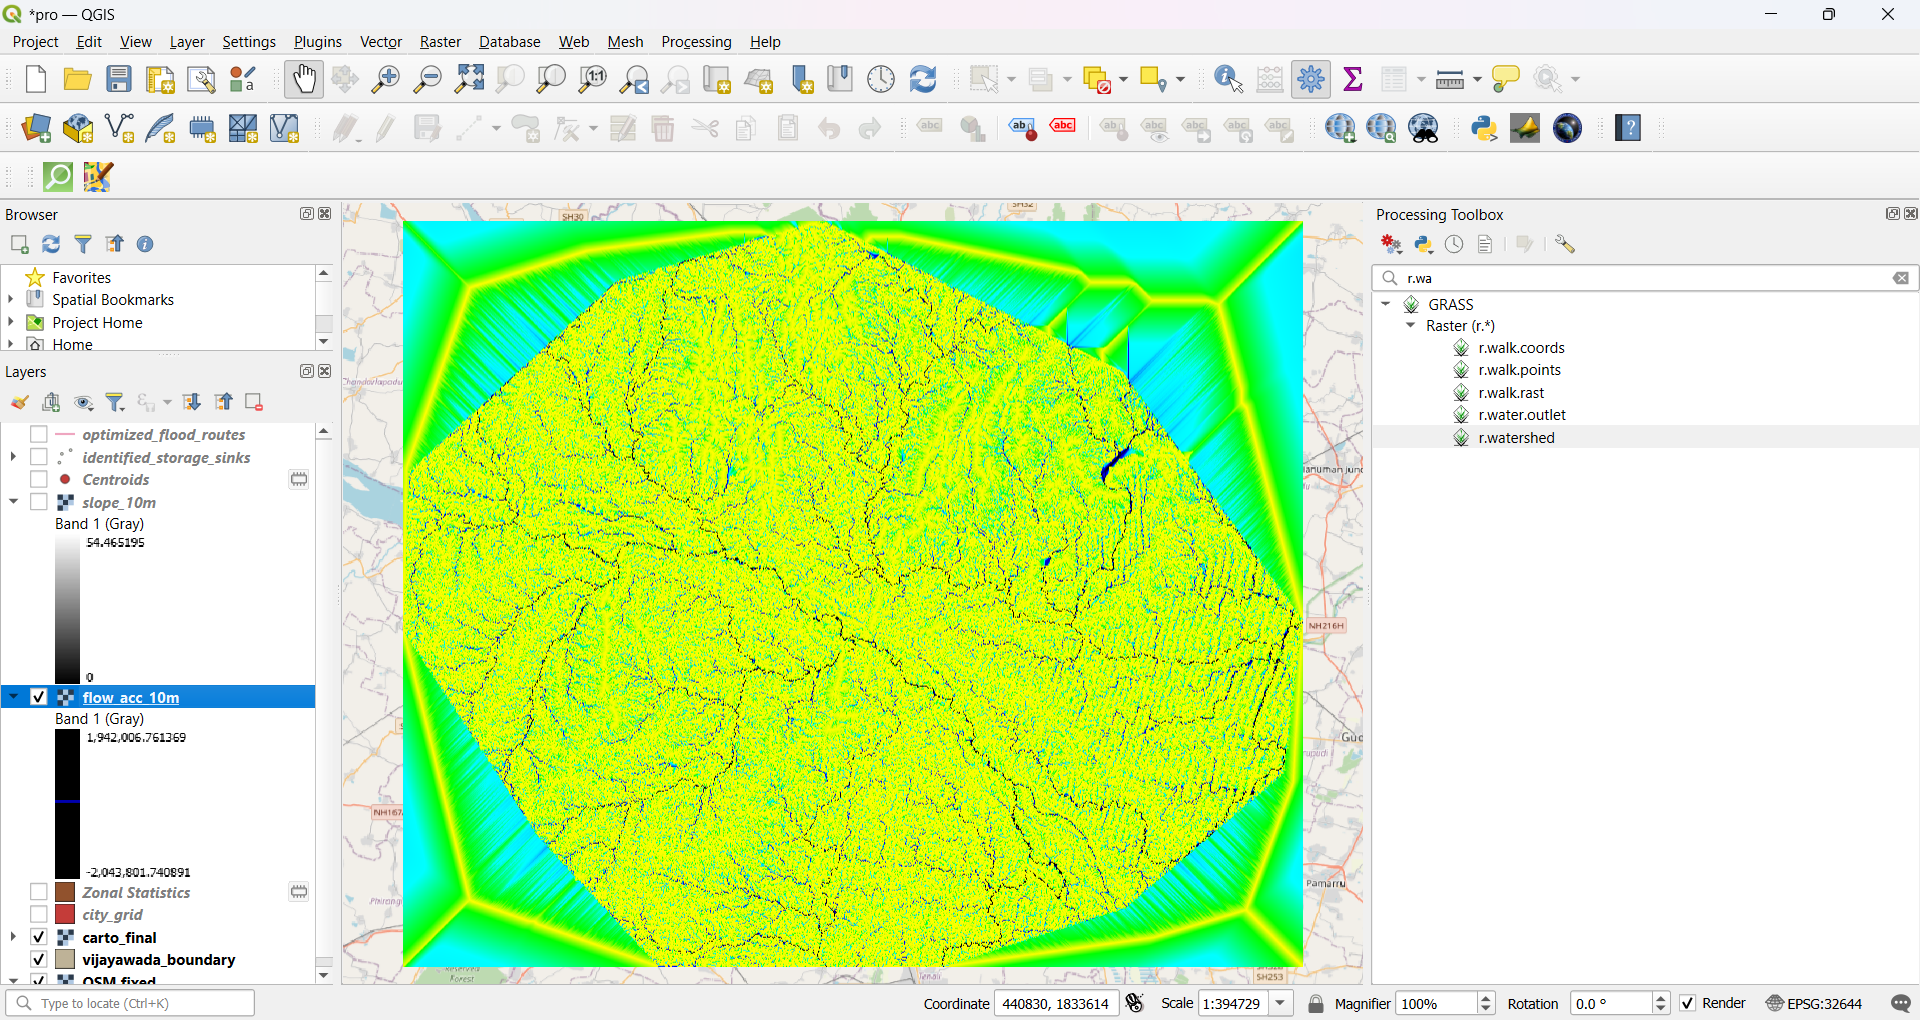 *pro — QGIS
Project Edit View Layer Settings Plugins Vector Raster Database Web Mesh Processing Help
Browser
Favorites
Spatial Bookmarks
Project Home
Home
Layers
optimized_flood_routes
identified_storage_sinks
Centroids
slope_10m
Band 1 (Gray)
54.465195
0
flow_acc_10m
Band 1 (Gray)
1,942,006.761369
-2,043,801.740891
Zonal Statistics
city_grid
carto_final
vijayawada_boundary
OSM fixed
SH30
NH216H
Pamarru
Tenali
SH253
Processing Toolbox
r.wa
GRASS
Raster (r.*)
r.walk.coords
r.walk.points
r.walk.rast
r.water.outlet
r.watershed
Type to locate (Ctrl+K)
Coordinate 440830, 1833614 Scale 1:394729 Magnifier 100% Rotation 0.0 ° Render EPSG:32644